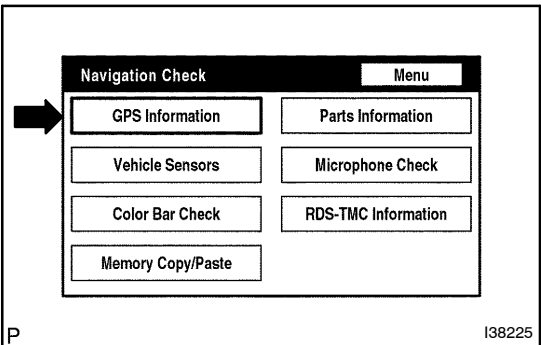 Navigation Check Menu
GPS Information Parts Information
Vehicle Sensors Microphone Check
Color Bar Check RDS-TMC Information
Memory Copy/Paste
P I38225